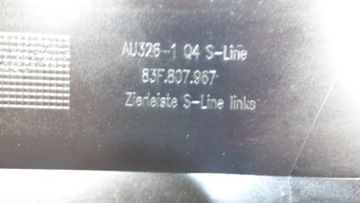 AU326-1 Q4 S-Line
83F.807.967
Zierleiste S-Line links